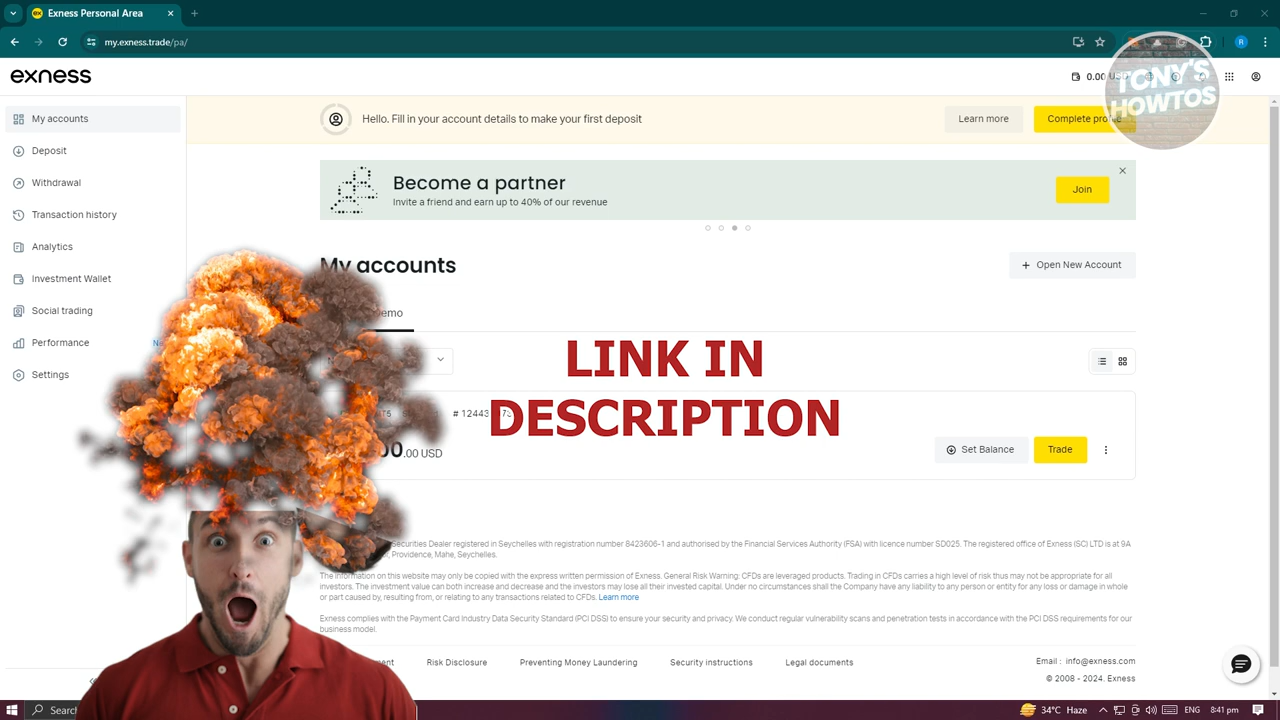 Exness Personal Area
my.exness.trade/pa/
exness
0.00
TONY'S
HOWTOS
My accounts
Deposit
Withdrawal
Transaction history
Analytics
Investment Wallet
Social trading
Performance
Settings
Hello. Fill in your account details to make your first deposit
Learn more
Complete
Become a partner
Invite a friend and earn up to 40% of our revenue
Join
My accounts
+ Open New Account
LINK IN
DESCRIPTION
.00 USD
Set Balance
Trade
Securities Dealer registered in Seychelles with registration number 8423606-1 and authorised by the Financial Services Authority (FSA) with licence number SD025. The registered office of Exness (SC) LTD is at 9A
Providence, Mahe, Seychelles.
The information on this website may only be copied with the express written permission of Exness. General Risk Warning: CFDs are leveraged products. Trading in CFDs carries a high level of risk thus may not be appropriate for all
investors. The investment value can both increase and decrease and the investors may lose all their invested capital. Under no circumstances shall the Company have any liability to any person or entity for any loss or damage in whole
or part caused by, resulting from, or relating to any transactions related to CFDs. Learn more
Exness complies with the Payment Card Industry Data Security Standard (PCI DSS) to ensure your security and privacy. We conduct regular vulnerability scans and penetration tests in accordance with the PCI DSS requirements for our
business model.
Risk Disclosure
Preventing Money Laundering
Security instructions
Legal documents
Email : info@exness.com
© 2008 - 2024. Exness
Search
34°C Haze
ENG
8:41 pm